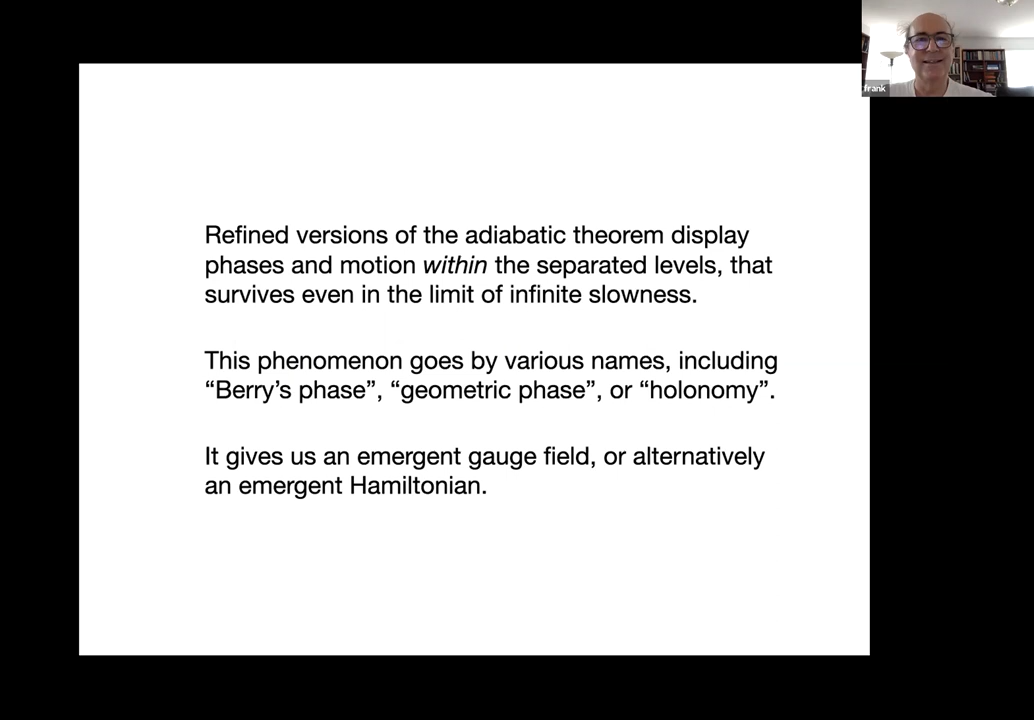 frank
Refined versions of the adiabatic theorem display
phases and motion within the separated levels, that
survives even in the limit of infinite slowness.
This phenomenon goes by various names, including
“Berry’s phase”, “geometric phase”, or “holonomy”.
It gives us an emergent gauge field, or alternatively
an emergent Hamiltonian.